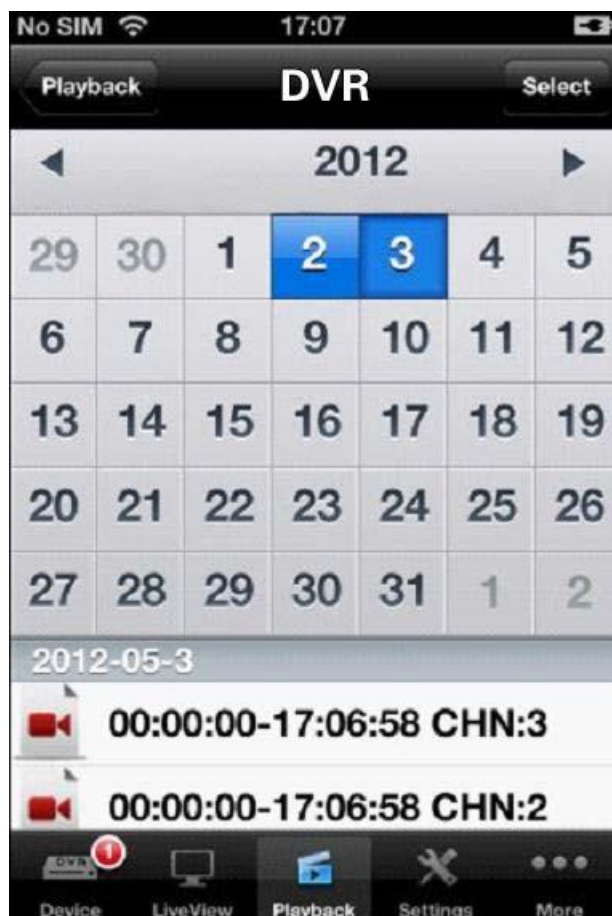 No SIM 17:07
Playback DVR Select
2012
29 30 1 2 3 4 5
6 7 8 9 10 11 12
13 14 15 16 17 18 19
20 21 22 23 24 25 26
27 28 29 30 31 1 2
2012-05-3
00:00:00-17:06:58 CHN:3
00:00:00-17:06:58 CHN:2
DVR 1
Device LiveView Playback Settings More